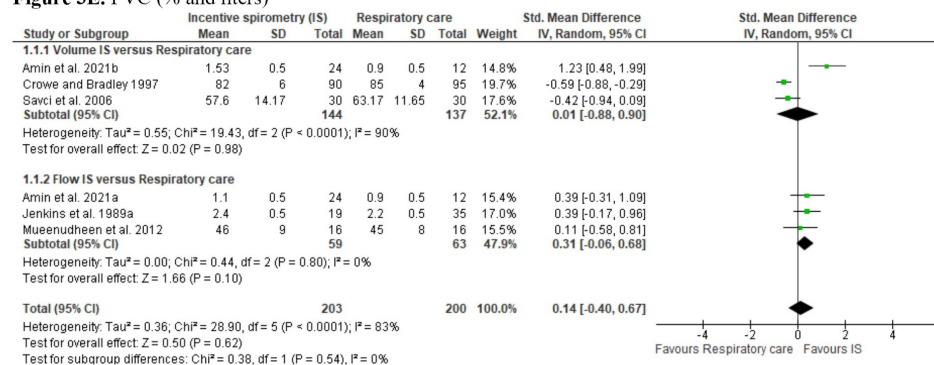 Figure 3E. FVC (% and liters)
Incentive spirometry (IS) Respiratory care Std. Mean Difference Std. Mean Difference
Study or Subgroup Mean SD Total Mean SD Total Weight IV, Random, 95% CI IV, Random, 95% CI
1.1.1 Volume IS versus Respiratory care
Amin et al. 2021b 1.53 0.5 24 0.9 0.5 12 14.8% 1.23 [0.48, 1.99]
Crowe and Bradley 1997 82 6 90 85 4 95 19.7% -0.59 [-0.88, -0.29]
Savci et al. 2006 57.6 14.17 30 63.17 11.65 30 17.6% -0.42 [-0.94, 0.09]
Subtotal (95% CI) 144 137 52.1% 0.01 [-0.88, 0.90]
Heterogeneity: Tau² = 0.55; Chi² = 19.43, df = 2 (P < 0.0001); I² = 90%
Test for overall effect: Z = 0.02 (P = 0.98)
1.1.2 Flow IS versus Respiratory care
Amin et al. 2021a 1.1 0.5 24 0.9 0.5 12 15.4% 0.39 [-0.31, 1.09]
Jenkins et al. 1989a 2.4 0.5 19 2.2 0.5 35 17.0% 0.39 [-0.17, 0.96]
Mueenudheen et al. 2012 46 9 16 45 8 16 15.5% 0.11 [-0.58, 0.81]
Subtotal (95% CI) 59 63 47.9% 0.31 [-0.06, 0.68]
Heterogeneity: Tau² = 0.00; Chi² = 0.44, df = 2 (P = 0.80); I² = 0%
Test for overall effect: Z = 1.66 (P = 0.10)
Total (95% CI) 203 200 100.0% 0.14 [-0.40, 0.67]
Heterogeneity: Tau² = 0.36; Chi² = 28.90, df = 5 (P < 0.0001); I² = 83%
Test for overall effect: Z = 0.50 (P = 0.62)
Test for subgroup differences: Chi² = 0.38, df = 1 (P = 0.54), I² = 0%
-4 -2 0 2 4
Favours Respiratory care Favours IS